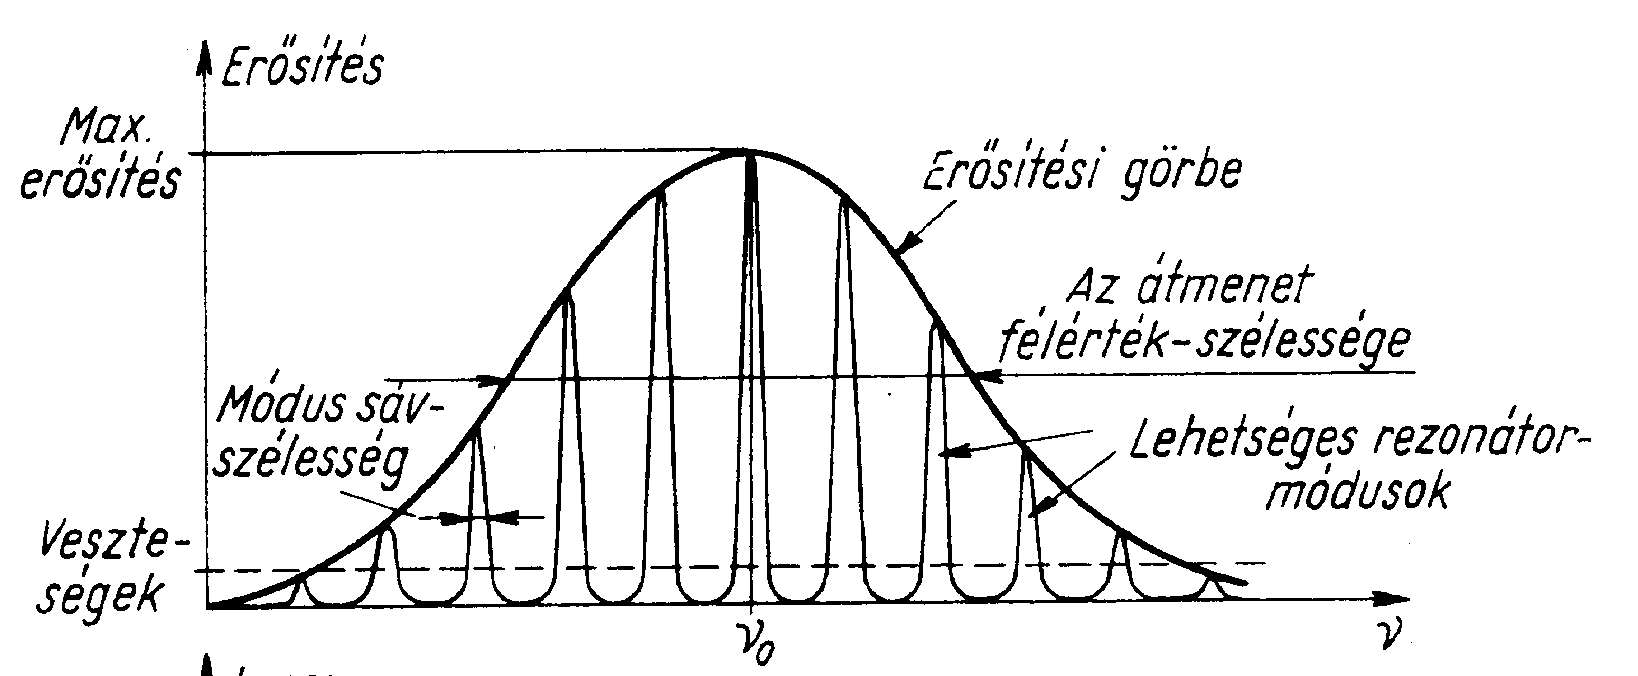 Erősítés
Max.
erősítés
Erősítési görbe
Az átmenet
félérték-szélessége
Módus sáv-
szélesség
Lehetséges rezonátor-
módusok
Veszte-
ségek
ν₀
ν